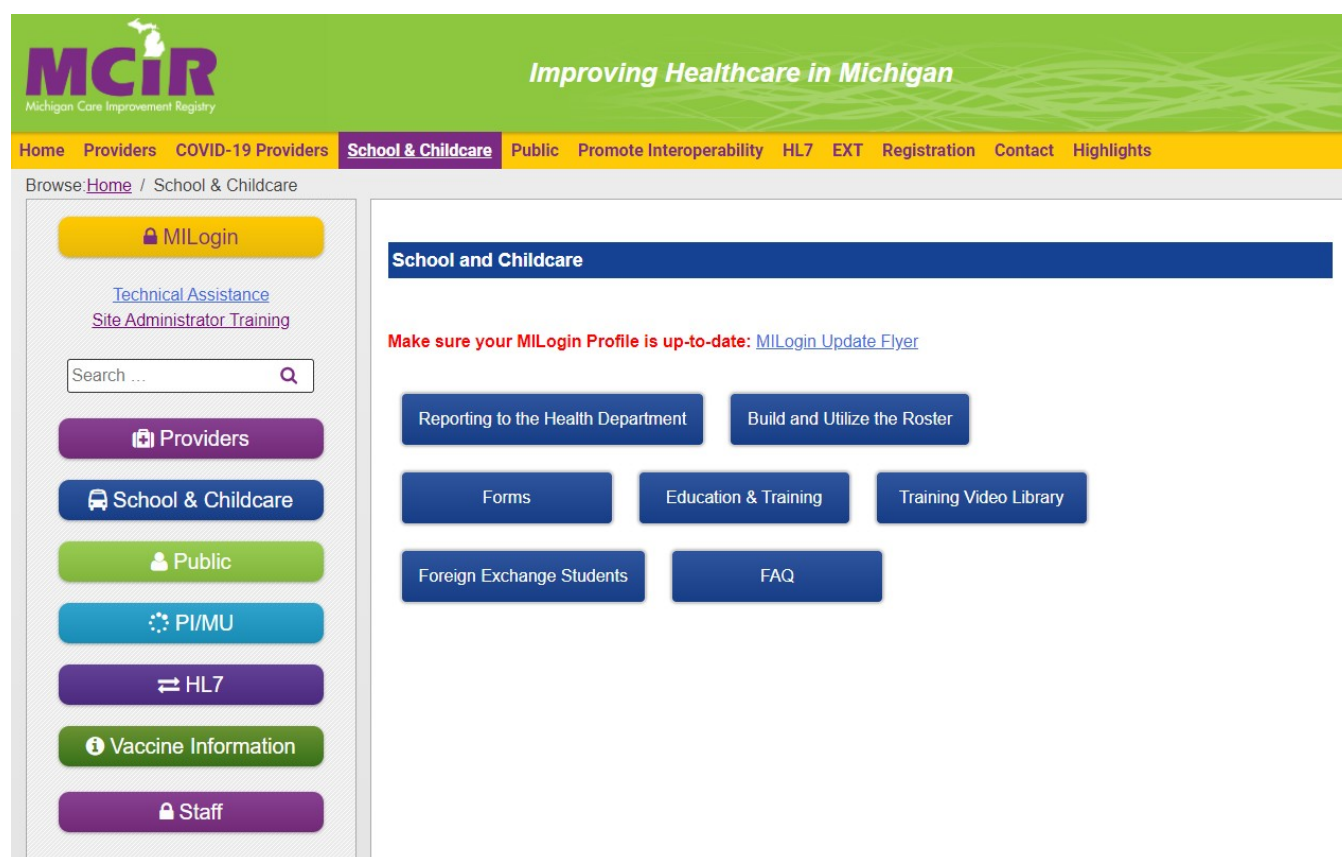 MCiR
Michigan Care Improvement Registry
Improving Healthcare in Michigan
Home Providers COVID-19 Providers School & Childcare Public Promote Interoperability HL7 EXT Registration Contact Highlights
Browse:Home / School & Childcare
MILogin
Technical Assistance
Site Administrator Training
Search ...
Providers
School & Childcare
Public
PI/MU
HL7
Vaccine Information
Staff
School and Childcare
Make sure your MILogin Profile is up-to-date: MILogin Update Flyer
Reporting to the Health Department Build and Utilize the Roster
Forms Education & Training Training Video Library
Foreign Exchange Students FAQ